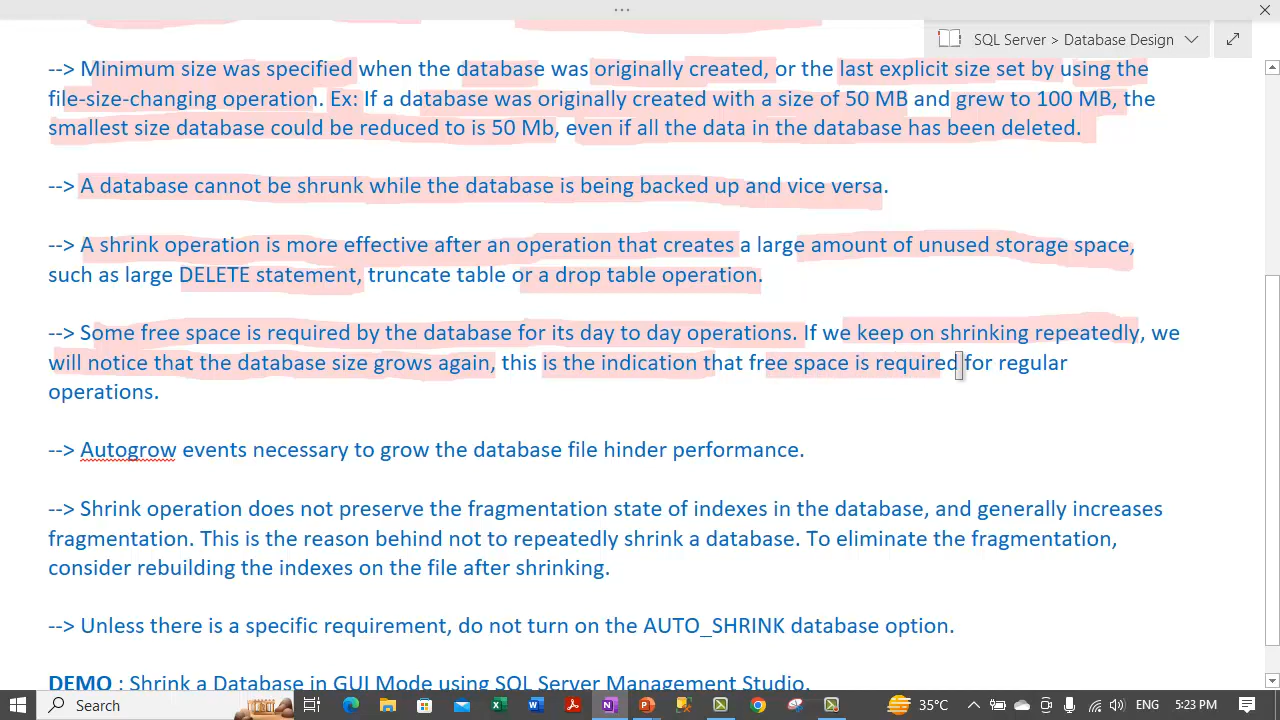 SQL Server > Database Design
--> Minimum size was specified when the database was originally created, or the last explicit size set by using the
file-size-changing operation. Ex: If a database was originally created with a size of 50 MB and grew to 100 MB, the
smallest size database could be reduced to is 50 Mb, even if all the data in the database has been deleted.
--> A database cannot be shrunk while the database is being backed up and vice versa.
--> A shrink operation is more effective after an operation that creates a large amount of unused storage space,
such as large DELETE statement, truncate table or a drop table operation.
--> Some free space is required by the database for its day to day operations. If we keep on shrinking repeatedly, we
will notice that the database size grows again, this is the indication that free space is required for regular
operations.
--> Autogrow events necessary to grow the database file hinder performance.
--> Shrink operation does not preserve the fragmentation state of indexes in the database, and generally increases
fragmentation. This is the reason behind not to repeatedly shrink a database. To eliminate the fragmentation,
consider rebuilding the indexes on the file after shrinking.
--> Unless there is a specific requirement, do not turn on the AUTO_SHRINK database option.
DEMO : Shrink a Database in GUI Mode using SQL Server Management Studio.
Search
35°C
ENG
5:23 PM